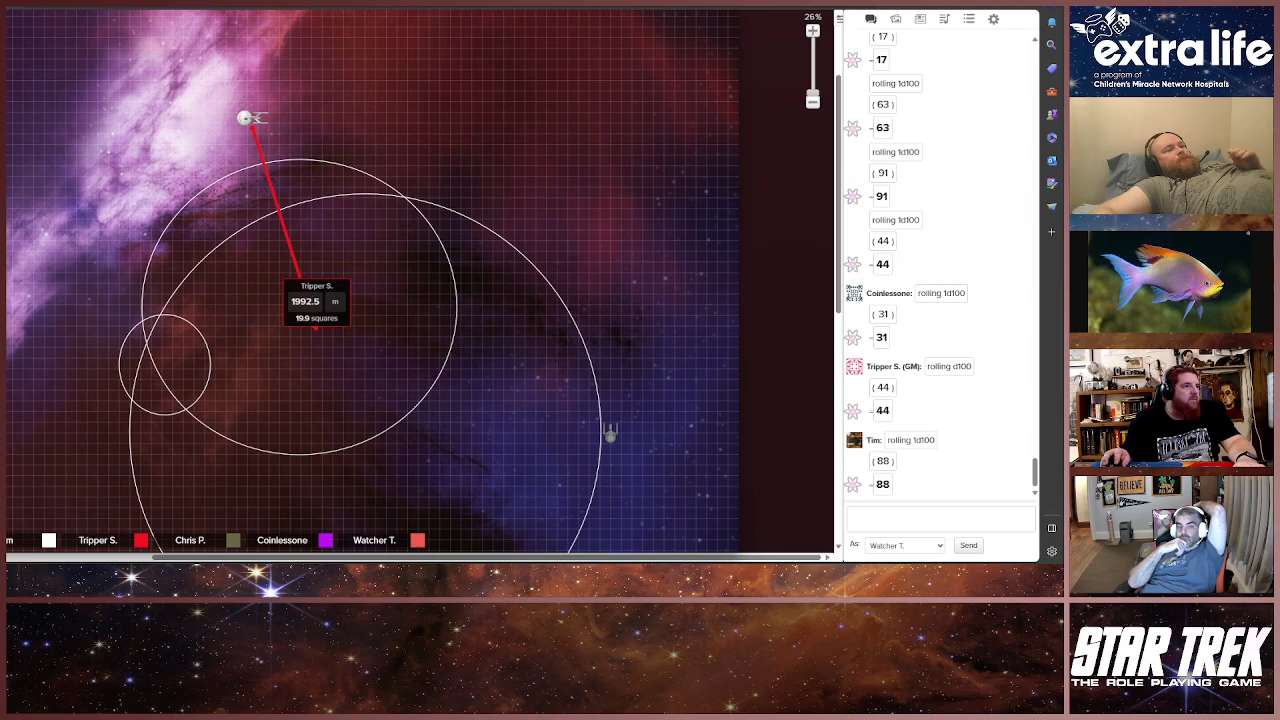 26%
Tripper S.
1992.5 m
19.9 squares
m Tripper S. Chris P. Coinlessone Watcher T.
( 17 )
=17
rolling 1d100
( 63 )
=63
rolling 1d100
( 91 )
=91
rolling 1d100
( 44 )
=44
Coinlessone: rolling 1d100
( 31 )
=31
Tripper S. (GM): rolling d100
( 44 )
=44
Tim: rolling 1d100
( 88 )
=88
As: Watcher T. Send
extra life
a program of
Children's Miracle Network Hospitals
BELIEVE
STAR TREK
THE ROLE PLAYING GAME